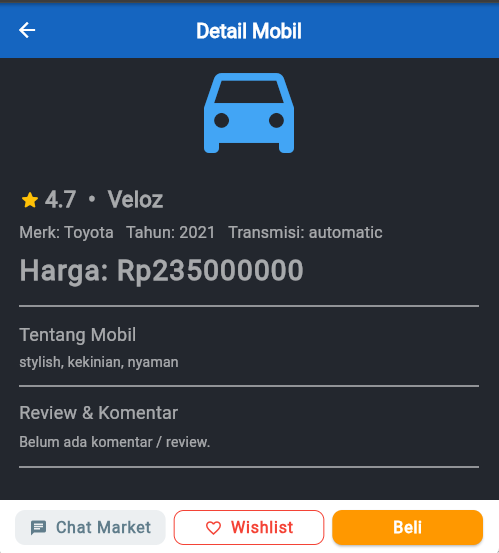 Detail Mobil
4.7 • Veloz
Merk: Toyota Tahun: 2021 Transmisi: automatic
Harga: Rp235000000
Tentang Mobil
stylish, kekinian, nyaman
Review & Komentar
Belum ada komentar / review.
Chat Market Wishlist Beli